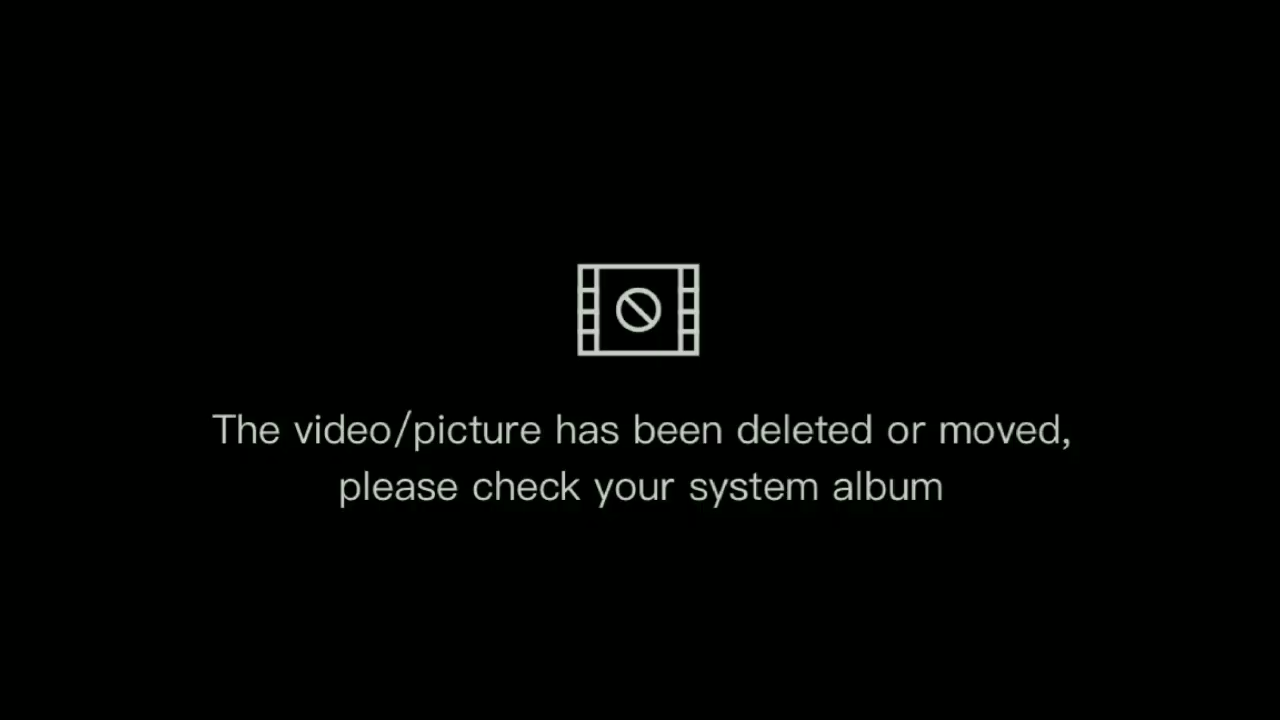 The video/picture has been deleted or moved,
please check your system album